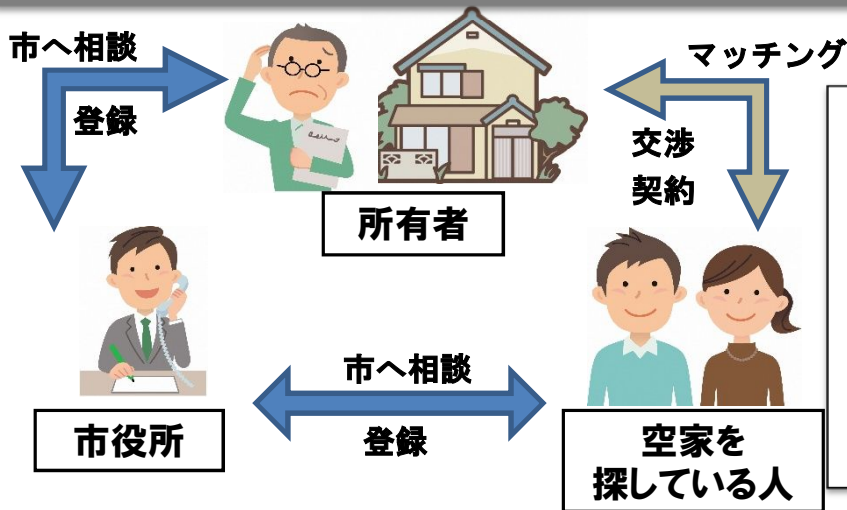 市へ相談
登録
マッチング
交渉
契約
所有者
市へ相談
登録
市役所
空家を
探している人